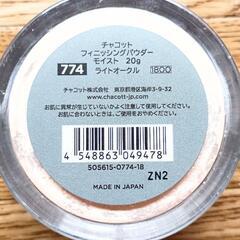 チャコット
フィニッシングパウダー
モイスト 20g
774 ライトオークル 1800
チャコット株式会社 東京都港区海岸3-9-32
www.chacott-jp.com
お肌に異常が生じていないかよく注意して使用してください。
お肌に合わないときは、ご使用をおやめください。
4 548863 049478
505615-0774-18
ZN2
MADE IN JAPAN